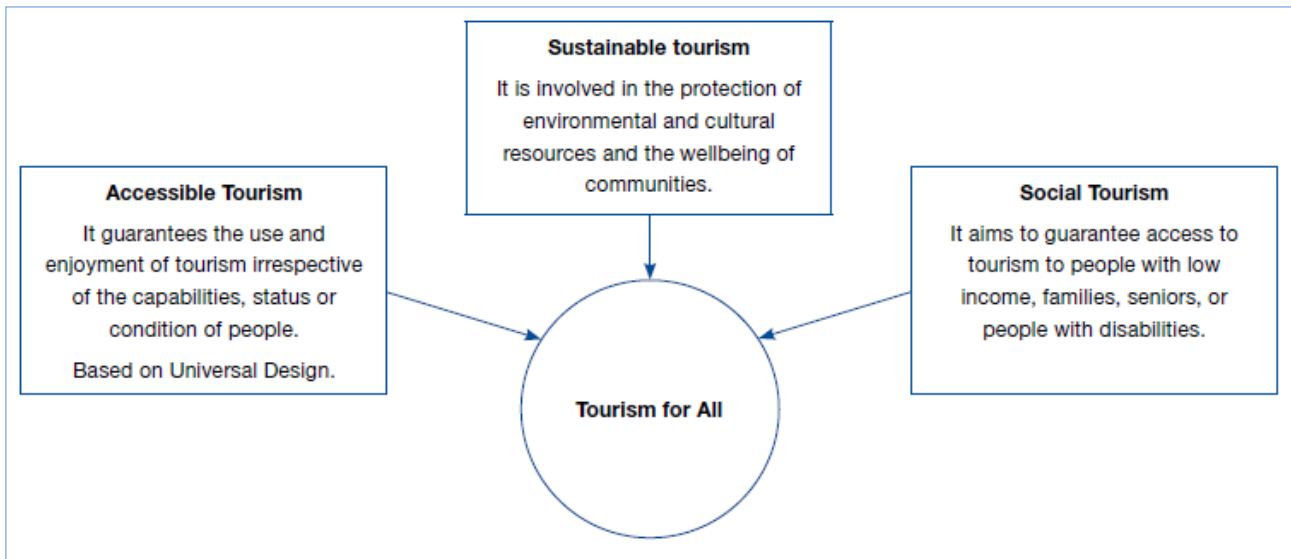 Sustainable tourism
It is involved in the protection of
environmental and cultural
resources and the wellbeing of
communities.
Accessible Tourism
It guarantees the use and
enjoyment of tourism irrespective
of the capabilities, status or
condition of people.
Based on Universal Design.
Social Tourism
It aims to guarantee access to
tourism to people with low
income, families, seniors, or
people with disabilities.
Tourism for All